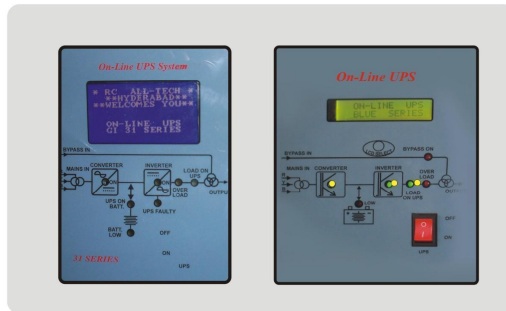 On-Line UPS System
* RC ALL-TECH *
**HYDERABAD**
**WELCOMES YOU**
ON-LINE UPS
GI 31 SERIES
BYPASS IN
MAINS IN
CONVERTER
INVERTER
ON
ON
LOAD ON
UPS
OVER
LOAD
OUTPUT
UPS ON
BATT.
UPS FAULTY
BATT.
LOW
OFF
ON
UPS
31 SERIES
On-Line UPS
ON-LINE UPS
BLUE SERIES
BYPASS IN
BYPASS ON
MAINS IN
CONVERTER
INVERTER
OVER
LOAD
LOAD
ON UPS
LOW
OFF
ON
UPS